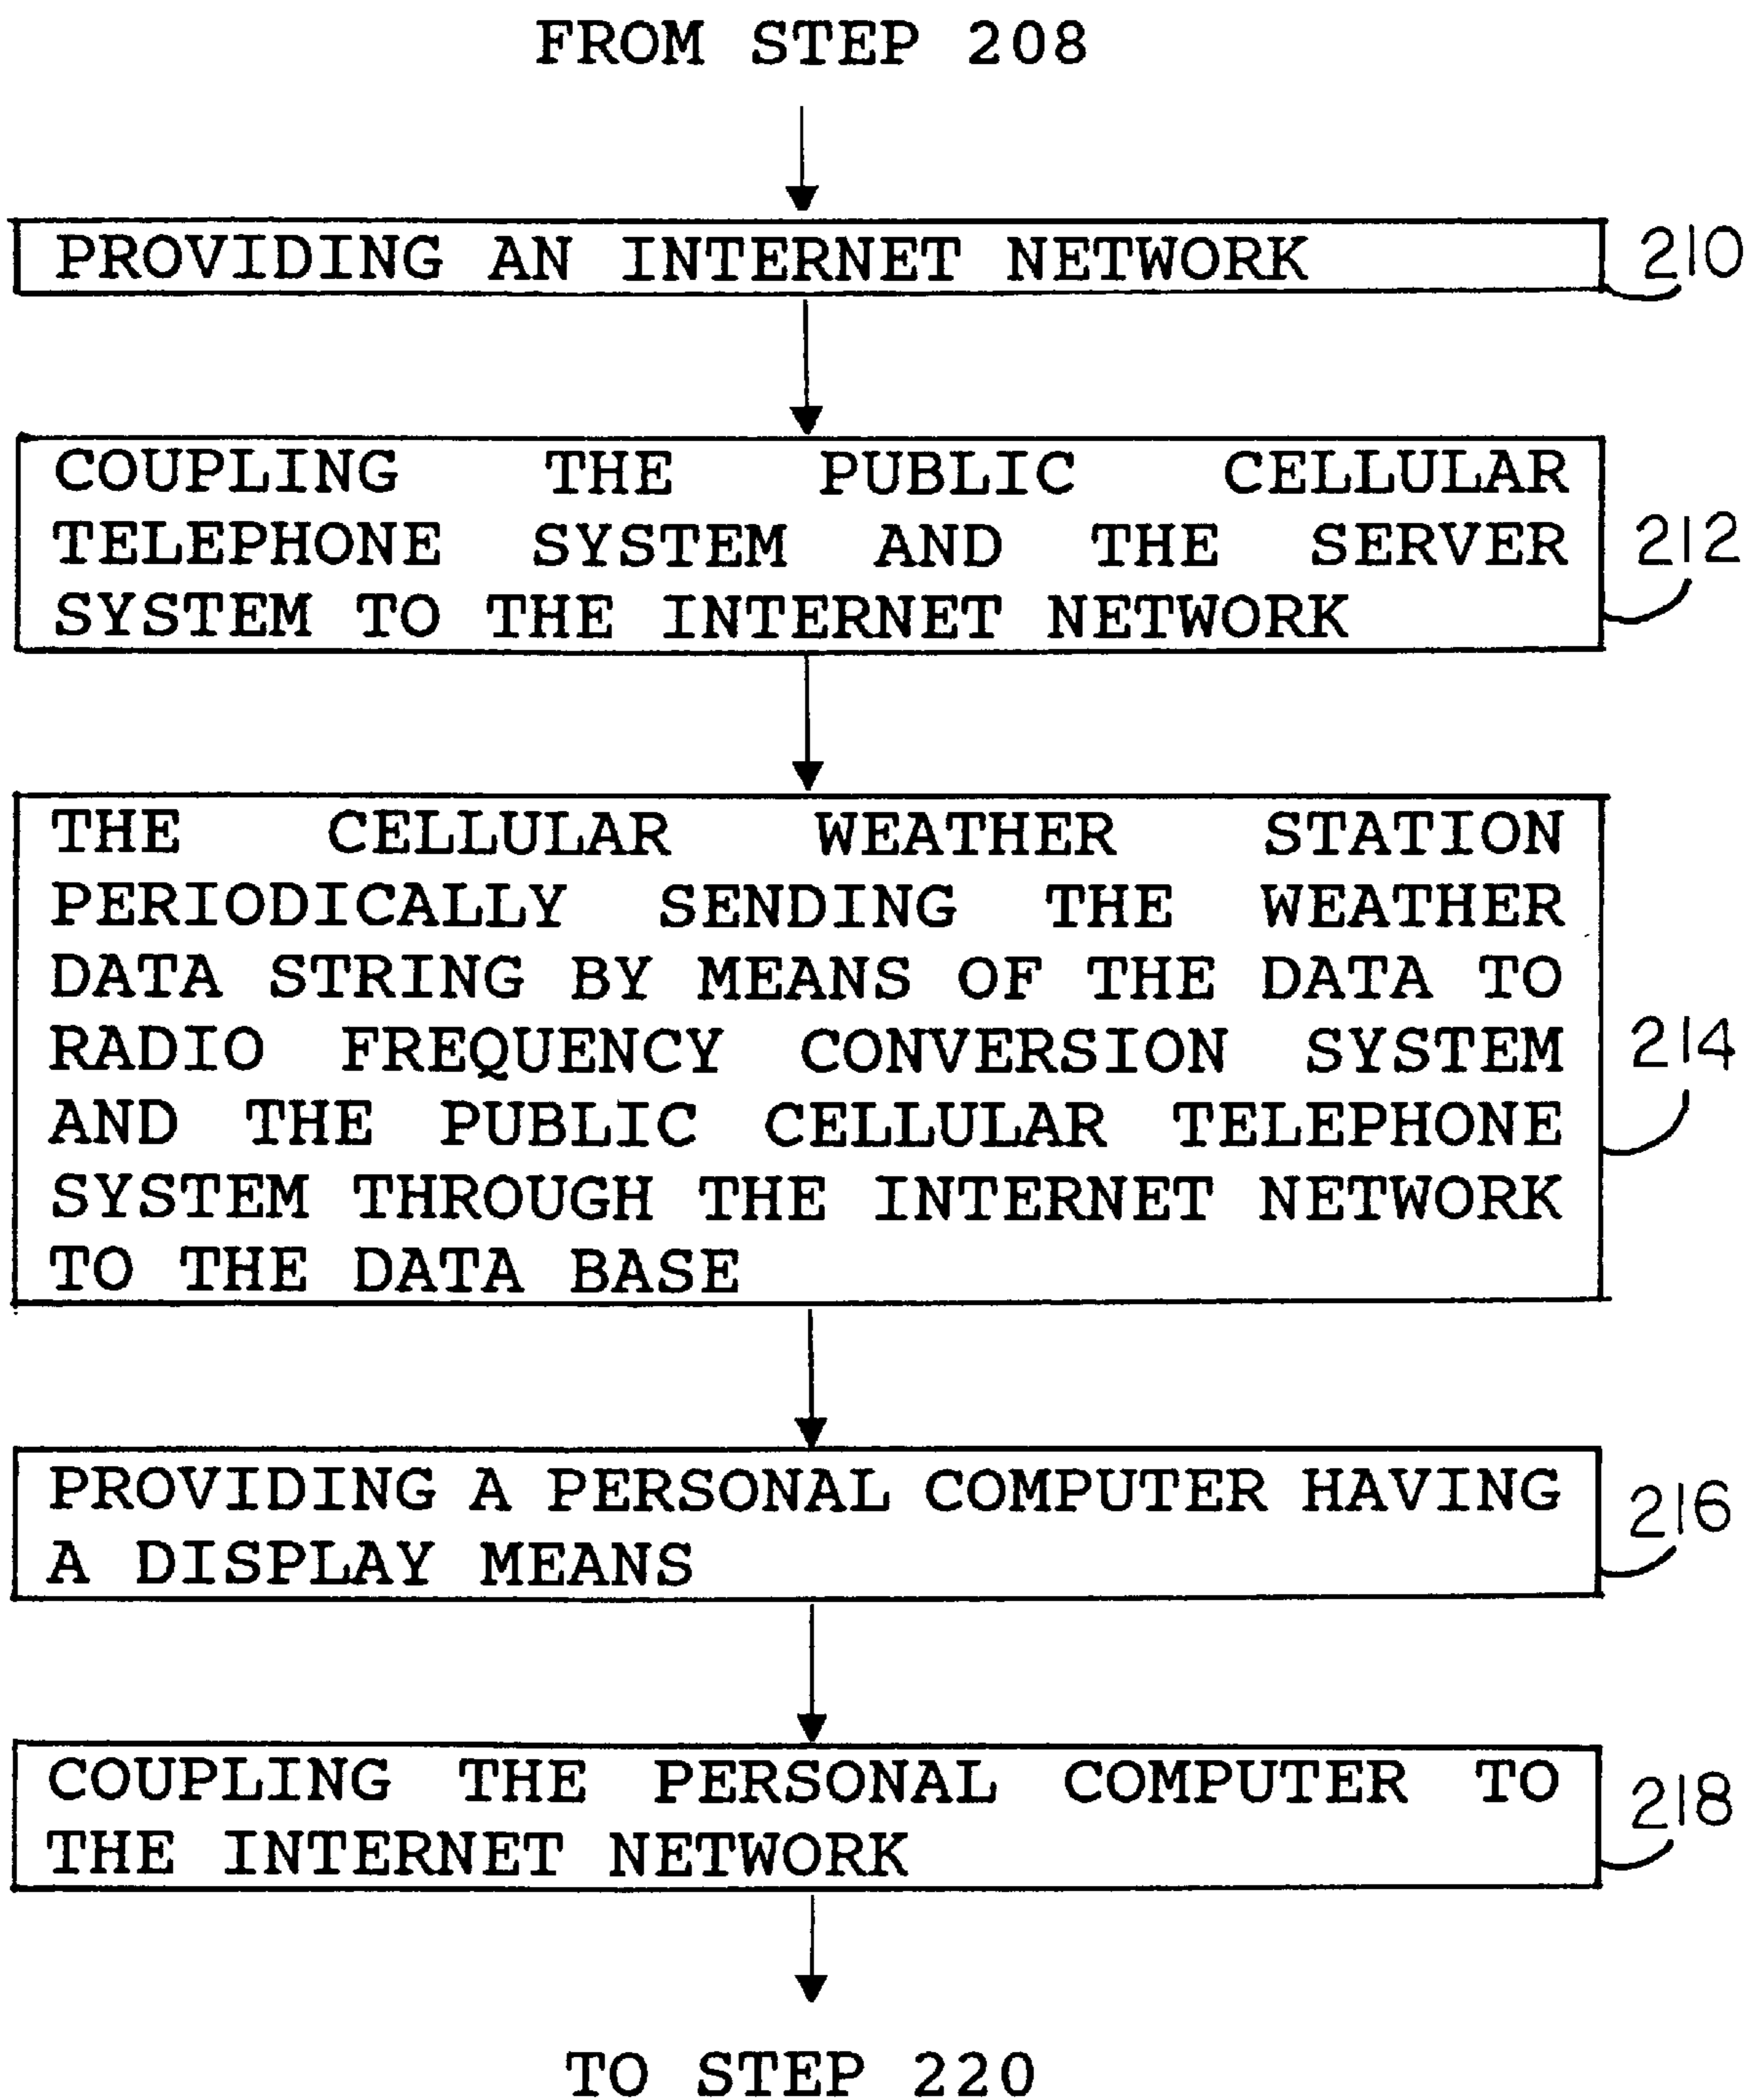 FROM STEP 208
PROVIDING AN INTERNET NETWORK
210
COUPLING THE PUBLIC CELLULAR
TELEPHONE SYSTEM AND THE SERVER
SYSTEM TO THE INTERNET NETWORK
212
THE CELLULAR WEATHER STATION
PERIODICALLY SENDING THE WEATHER
DATA STRING BY MEANS OF THE DATA TO
RADIO FREQUENCY CONVERSION SYSTEM
AND THE PUBLIC CELLULAR TELEPHONE
SYSTEM THROUGH THE INTERNET NETWORK
TO THE DATA BASE
214
PROVIDING A PERSONAL COMPUTER HAVING
A DISPLAY MEANS
216
COUPLING THE PERSONAL COMPUTER TO
THE INTERNET NETWORK
218
TO STEP 220